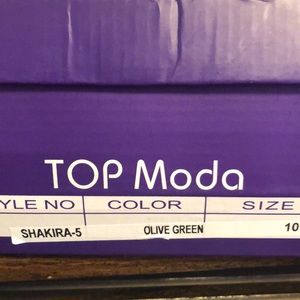 TOP Moda
YLE NO COLOR SIZE
SHAKIRA-5 OLIVE GREEN 10